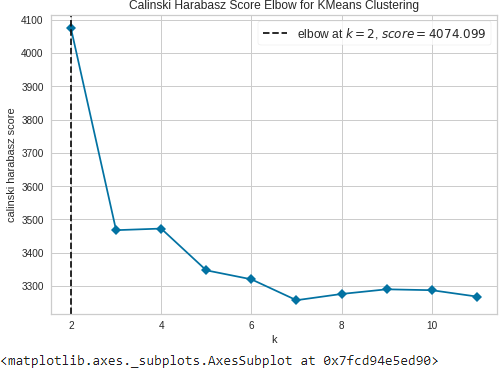 Calinski Harabasz Score Elbow for KMeans Clustering
elbow at k = 2, score = 4074.099
4100
4000
3900
3800
3700
3600
3500
3400
3300
calinski harabasz score
2
4
6
8
10
k
<matplotlib.axes._subplots.AxesSubplot at 0x7fcd94e5ed90>